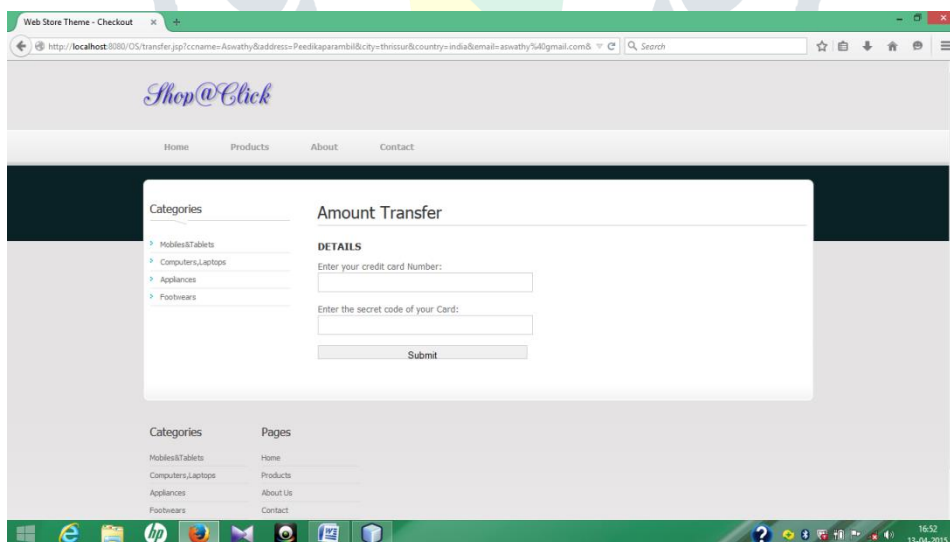 Web Store Theme - Checkout
http://localhost:8080/OS/transfer.jsp?ccname=Aswathy&address=Peedikaparambil&city=thrissur&country=india&email=aswathy%40gmail.com&
Search
Shop@Click
Home Products About Contact
Categories
Mobiles&Tablets
Computers,Laptops
Appliances
Footwears
Amount Transfer
DETAILS
Enter your credit card Number:
Enter the secret code of your Card:
Submit
Categories
Mobiles&Tablets
Computers,Laptops
Appliances
Footwears
Pages
Home
Products
About Us
Contact
hp
16:52
13-04-2015